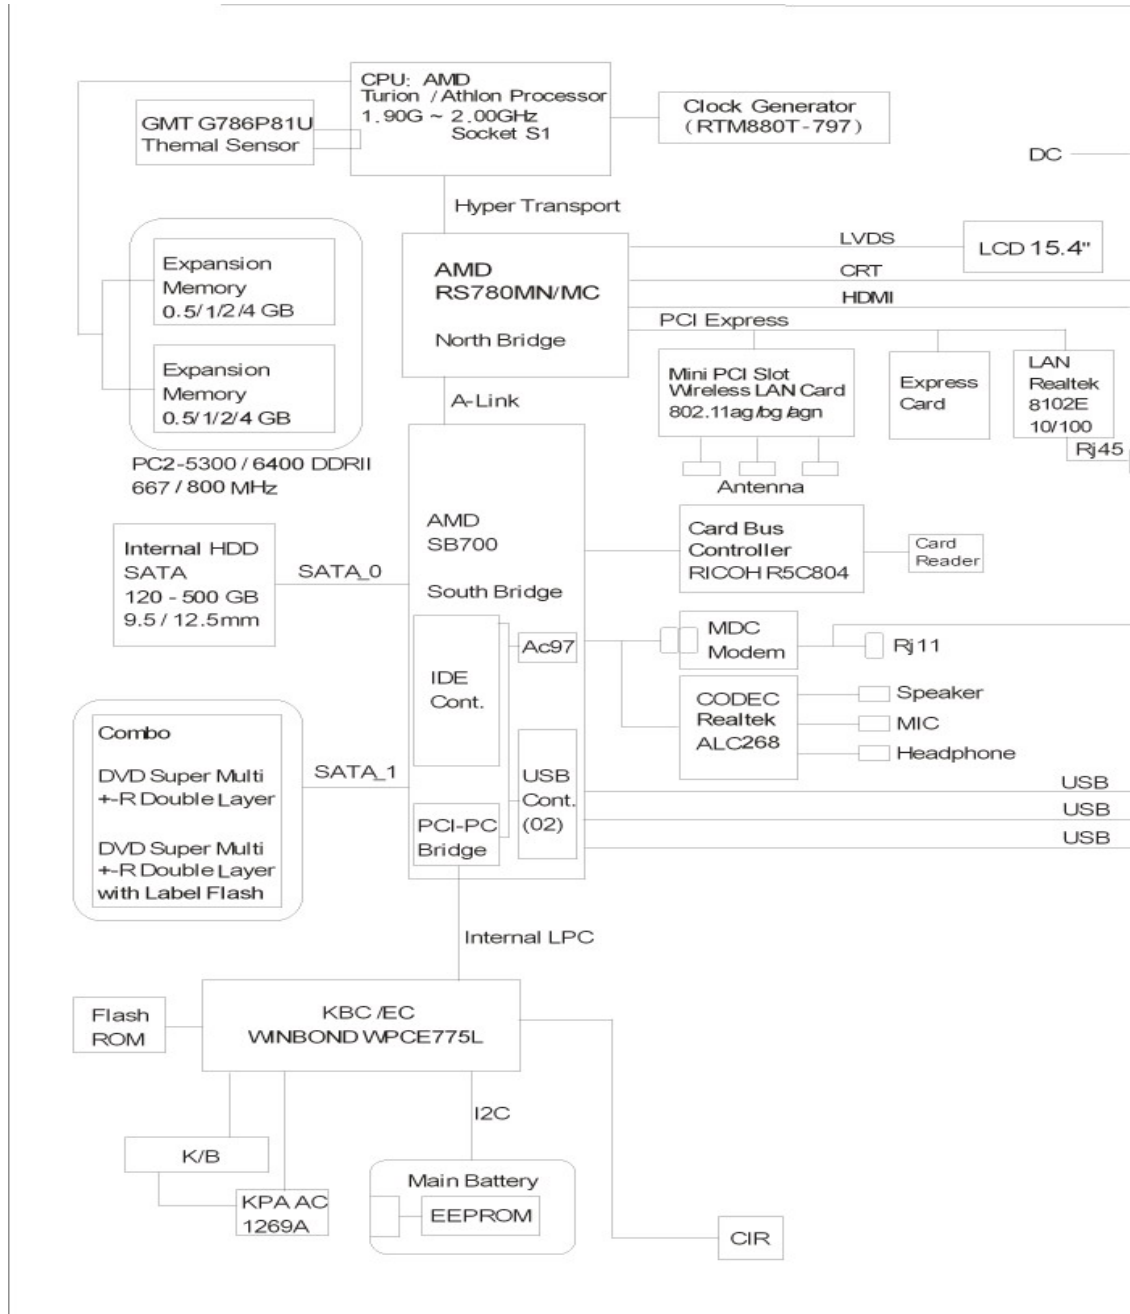 CPU: AMD
Turion / Athlon Processor
1.90G ~ 2.00GHz
Socket S1
GMT G786P81U
Themal Sensor
Clock Generator
(RTM880T-797)
DC
Hyper Transport
Expansion
Memory
0.5/1/2/4 GB
Expansion
Memory
0.5/1/2/4 GB
PC2-5300 / 6400 DDRII
667 / 800 MHz
AMD
RS780MN/MC
North Bridge
LVDS
LCD 15.4"
CRT
HDMI
PCI Express
Mini PCI Slot
Wireless LAN Card
802.11ag/bg/agn
Antenna
Express
Card
LAN
Realtek
8102E
10/100
Rj45
A-Link
AMD
SB700
South Bridge
Internal HDD
SATA
120 - 500 GB
9.5 / 12.5mm
SATA_0
Card Bus
Controller
RICOH R5C804
Card
Reader
IDE
Cont.
Ac97
MDC
Modem
Rj11
CODEC
Realtek
ALC268
Speaker
MIC
Headphone
Combo
DVD Super Multi
+-R Double Layer
DVD Super Multi
+-R Double Layer
with Label Flash
SATA_1
USB
Cont.
(02)
PCI-PC
Bridge
USB
USB
USB
Internal LPC
Flash
ROM
KBC /EC
WINBOND WPCE775L
I2C
K/B
KPA AC
1269A
Main Battery
EEPROM
CIR